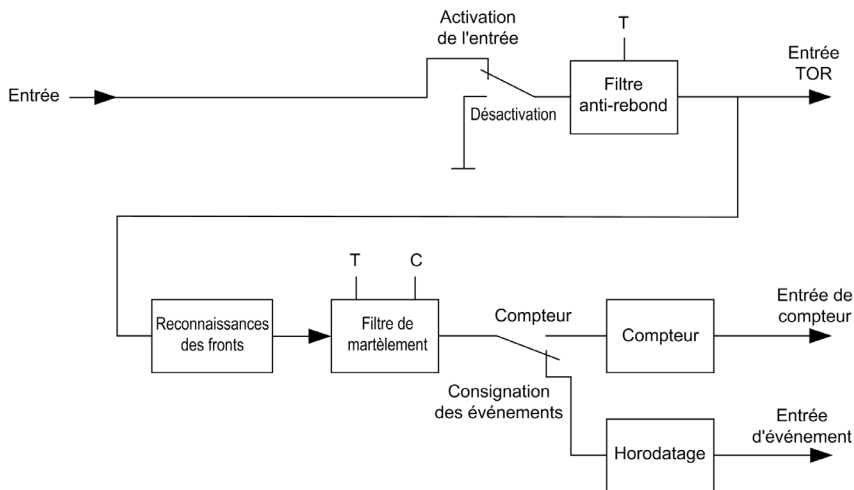 Activation
de l'entrée
T
Entrée
TOR
Entrée
Filtre
anti-rebond
Désactivation
T
C
Reconnaissances
des fronts
Filtre de
martèlement
Compteur
Compteur
Entrée de
compteur
Consignation
des événements
Horodatage
Entrée
d'événement